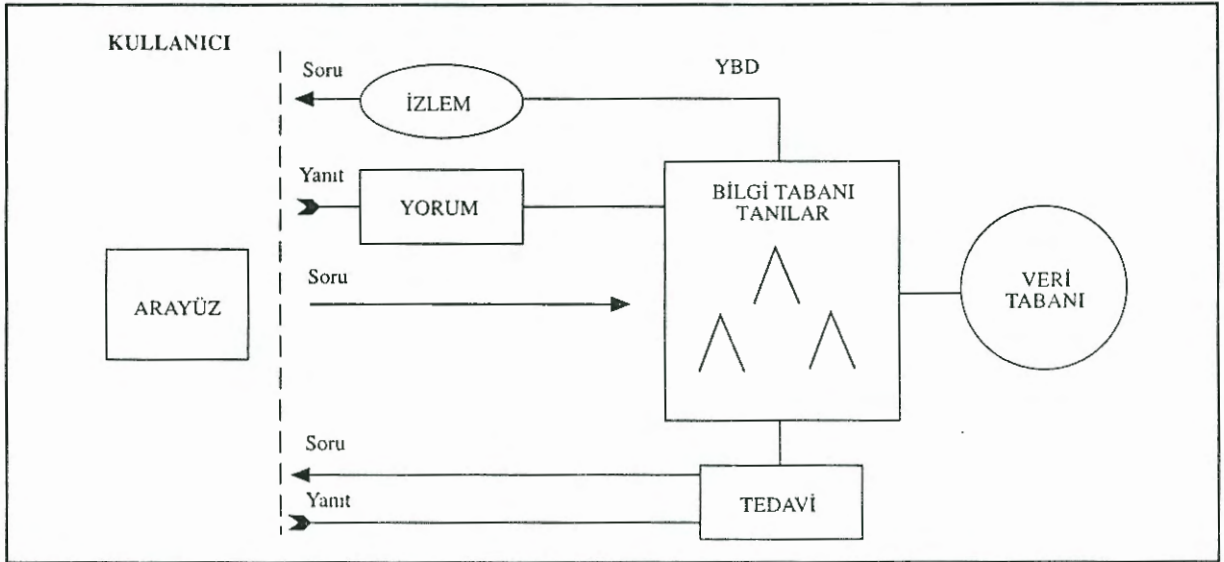 KULLANICI
Soru
İZLEM
YBD
Yanıt
YORUM
BİLGİ TABANI
TANILAR
ARAYÜZ
Soru
VERİ
TABANI
Soru
Yanıt
TEDAVİ